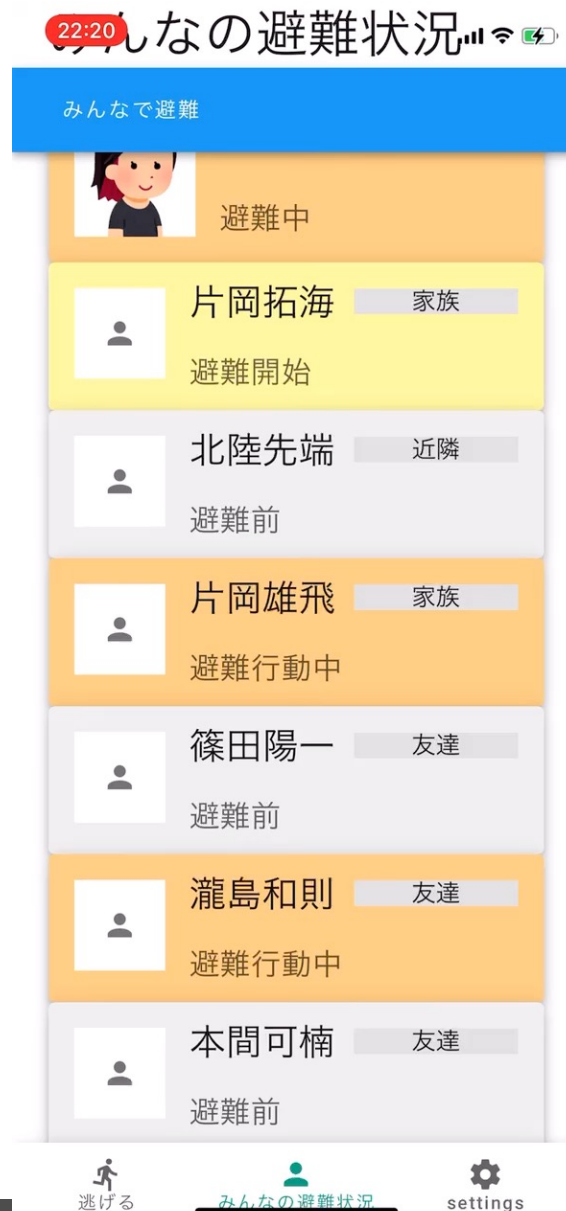 みんなの避難状況
22:20
みんなで避難
避難中
片岡拓海 家族
避難開始
北陸先端 近隣
避難前
片岡雄飛 家族
避難行動中
篠田陽一 友達
避難前
瀧島和則 友達
避難行動中
本間可楠 友達
避難前
逃げる みんなの避難状況 settings